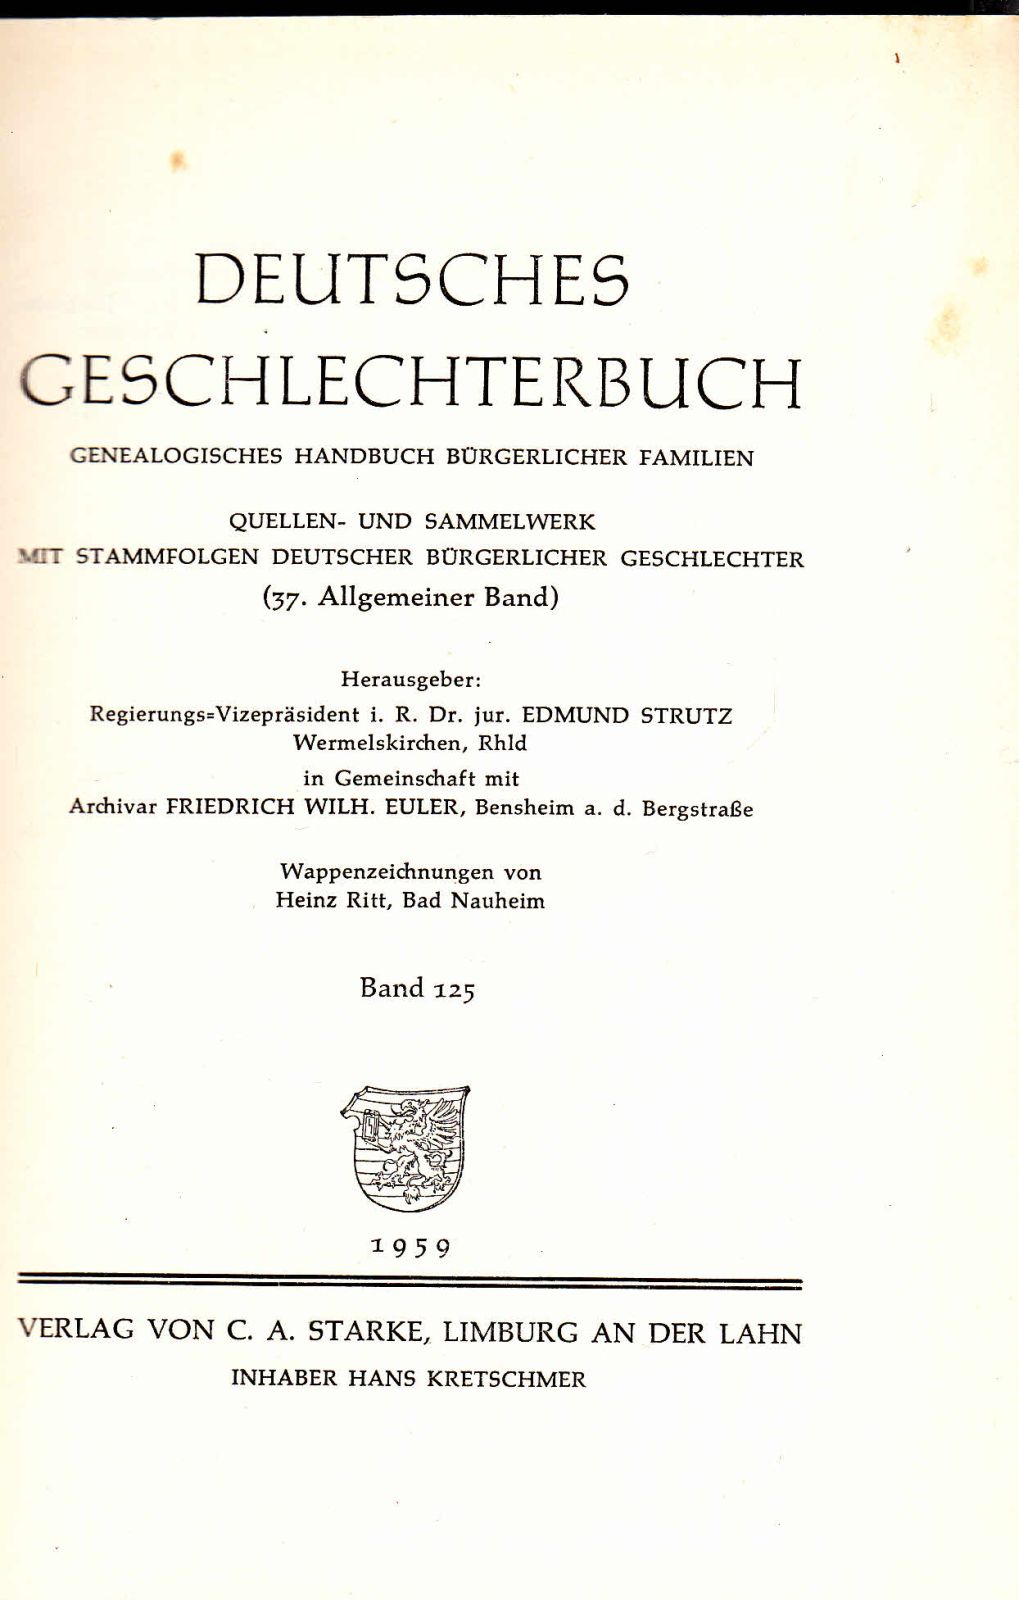 DEUTSCHES
GESCHLECHTERBUCH
GENEALOGISCHES HANDBUCH BÜRGERLICHER FAMILIEN
QUELLEN- UND SAMMELWERK
MIT STAMMFOLGEN DEUTSCHER BÜRGERLICHER GESCHLECHTER
(37. Allgemeiner Band)
Herausgeber:
Regierungs=Vizepräsident i. R. Dr. jur. EDMUND STRUTZ
Wermelskirchen, Rhld
in Gemeinschaft mit
Archivar FRIEDRICH WILH. EULER, Bensheim a. d. Bergstraße
Wappenzeichnungen von
Heinz Ritt, Bad Nauheim
Band 125
1959
VERLAG VON C. A. STARKE, LIMBURG AN DER LAHN
INHABER HANS KRETSCHMER